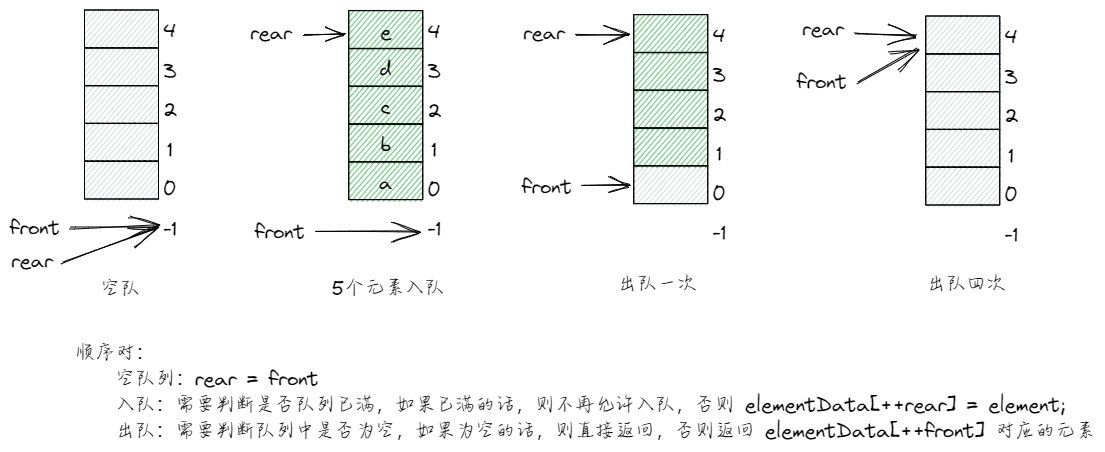 4
3
2
1
0
-1
front
rear
空队
rear
e 4
d 3
c 2
b 1
a 0
front -1
5个元素入队
rear 4
3
2
1
front 0
-1
出队一次
rear 4
front 3
2
1
0
-1
出队四次
顺序对：
空队列：rear = front
入队：需要判断是否队列已满，如果已满的话，则不再允许入队，否则 elementData[++rear] = element;
出队：需要判断队列中是否为空，如果为空的话，则直接返回，否则返回 elementData[++front] 对应的元素